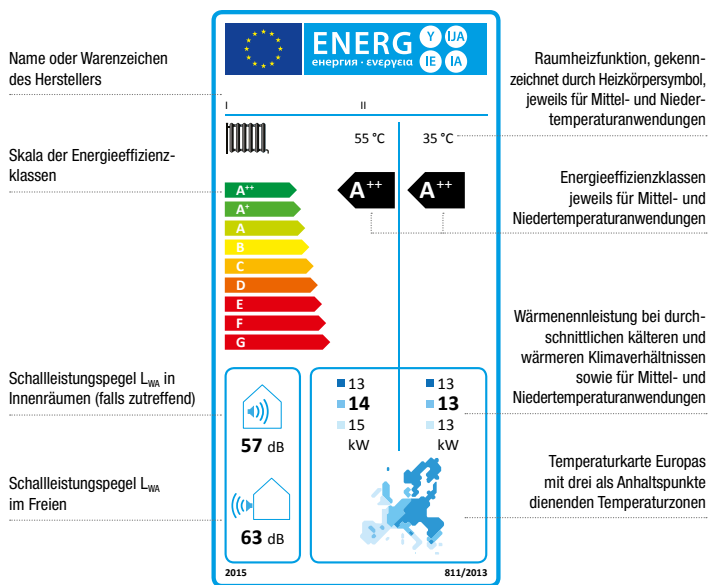 Name oder Warenzeichen
des Herstellers
Skala der Energieeffizienz-
klassen
Schallleistungspegel LWA in
Innenräumen (falls zutreffend)
Schallleistungspegel LWA
im Freien
ENERG Y IJA
енергия · ενεργεια IE IA
I II
55 °C 35 °C
A++ A++
A++
A+
A
B
C
D
E
F
G
57 dB
63 dB
13 13
14 13
15 13
kW kW
2015 811/2013
Raumheizfunktion, gekenn-
zeichnet durch Heizkörpersymbol,
jeweils für Mittel- und Nieder-
temperaturanwendungen
Energieeffizienzklassen
jeweils für Mittel- und
Niedertemperaturanwendungen
Wärmenennleistung bei durch-
schnittlichen kälteren und
wärmeren Klimaverhältnissen
sowie für Mittel- und
Niedertemperaturanwendungen
Temperaturkarte Europas
mit drei als Anhaltspunkte
dienenden Temperaturzonen